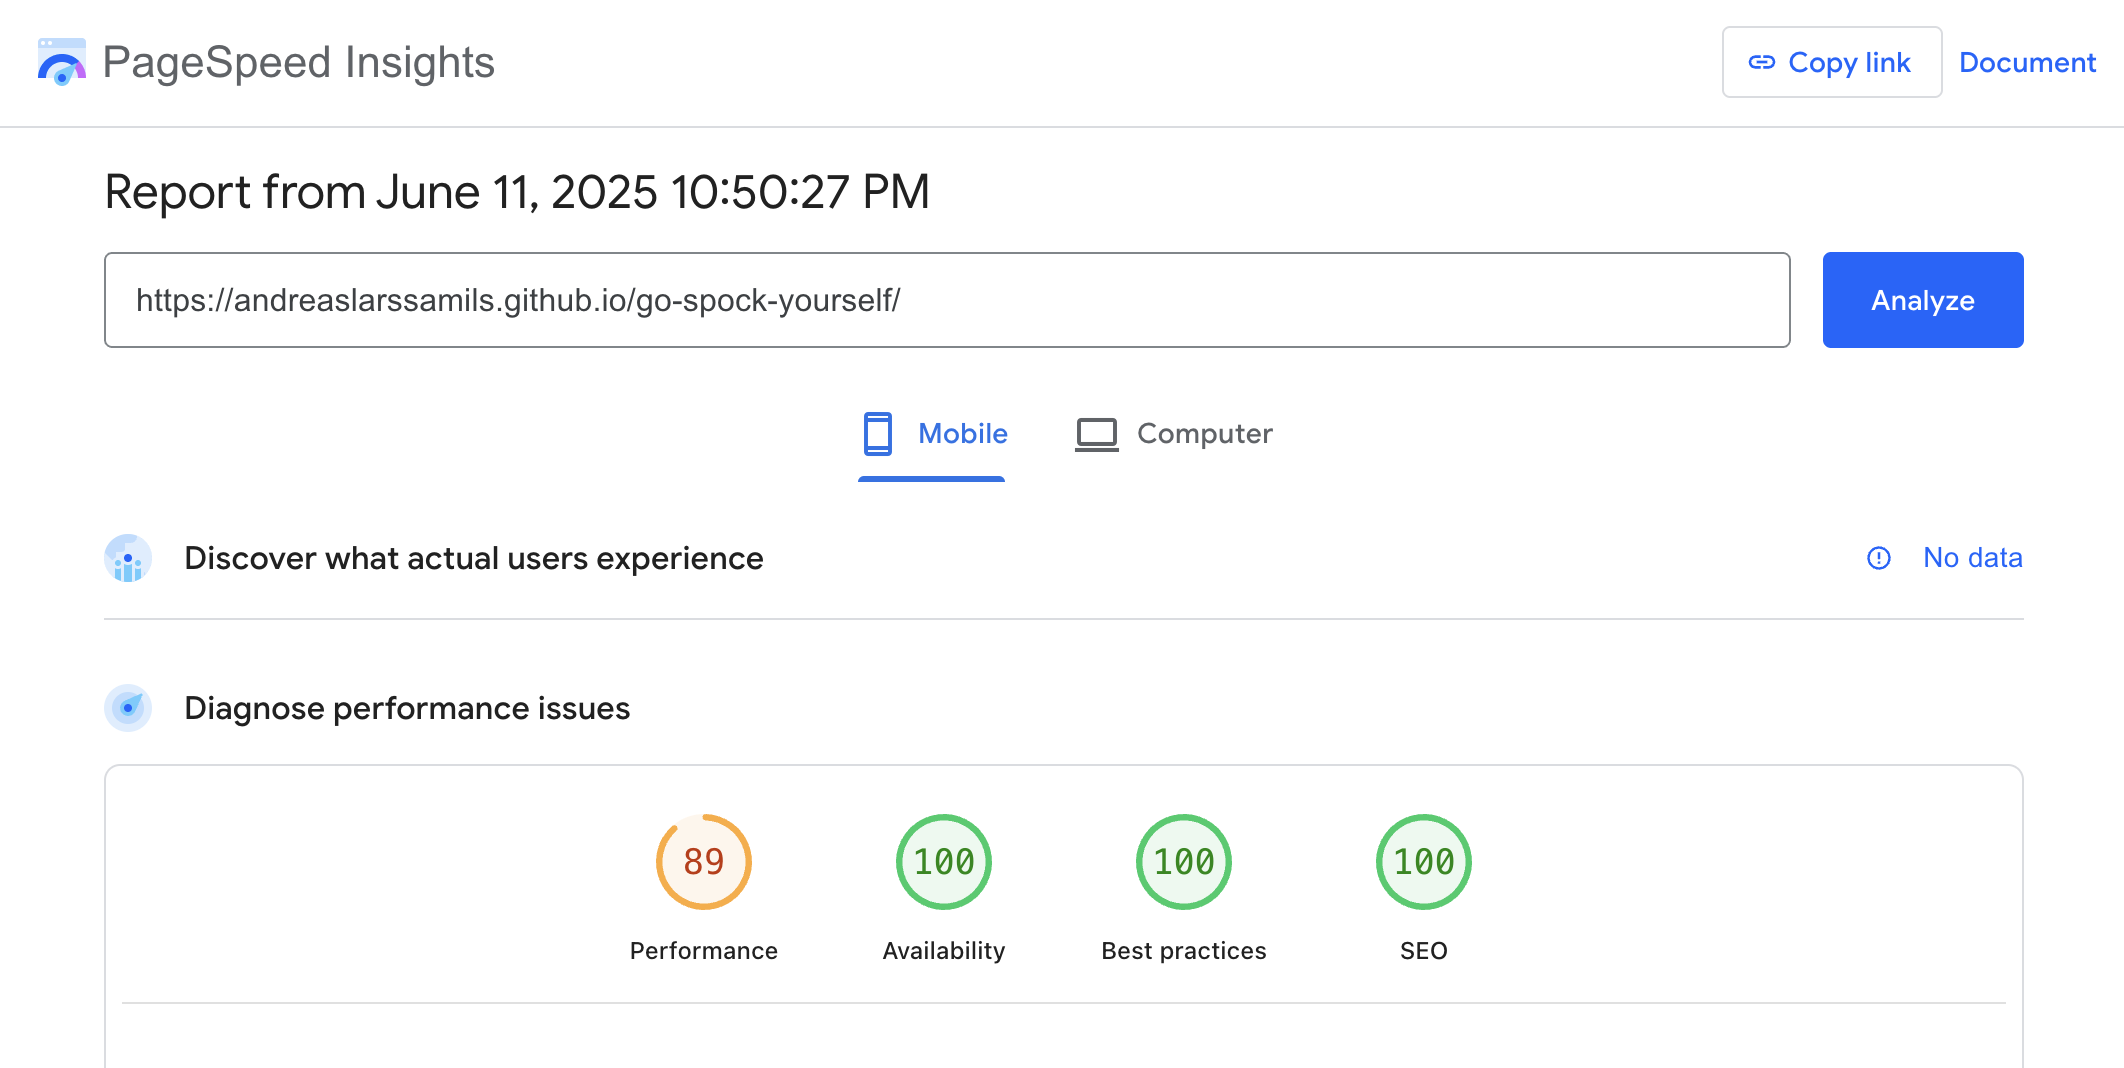 PageSpeed Insights
Copy link
Document
Report from June 11, 2025 10:50:27 PM
https://andreaslarssamils.github.io/go-spock-yourself/
Analyze
Mobile
Computer
Discover what actual users experience
No data
Diagnose performance issues
89
100
100
100
Performance
Availability
Best practices
SEO